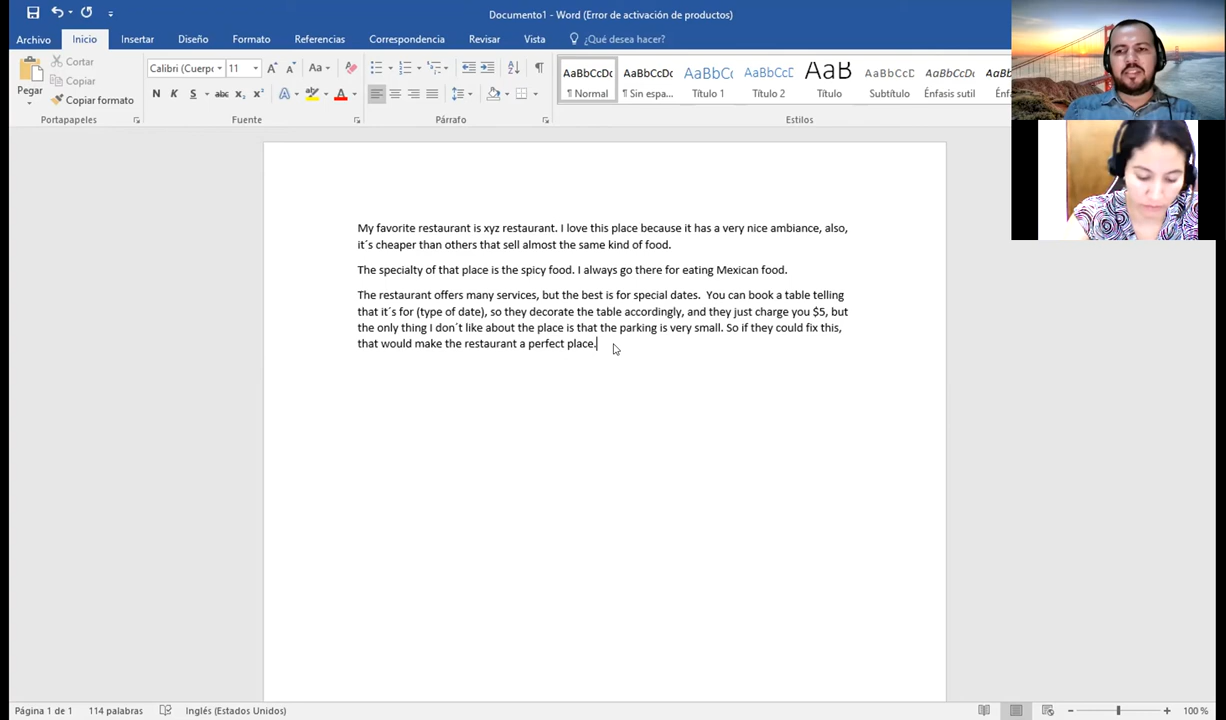 Documento1 - Word (Error de activación de productos)
Archivo Inicio Insertar Diseño Formato Referencias Correspondencia Revisar Vista ¿Qué desea hacer?
Pegar
Cortar
Copiar
Copiar formato
Portapapeles
Calibri (Cuerpo 11
Aa
N K S abc x₂ x²
A A
Fuente
Párrafo
AaBbCcDc AaBbCcDc AaBbCc AaBbCcD AaB AaBbCcD AaBbCcDc AaBbCcDc
¶ Normal ¶ Sin espa... Título 1 Título 2 Título Subtítulo Énfasis sutil Énfasis
Estilos
My favorite restaurant is xyz restaurant. I love this place because it has a very nice ambiance, also,
it´s cheaper than others that sell almost the same kind of food.
The specialty of that place is the spicy food. I always go there for eating Mexican food.
The restaurant offers many services, but the best is for special dates.  You can book a table telling
that it´s for (type of date), so they decorate the table accordingly, and they just charge you $5, but
the only thing I don´t like about the place is that the parking is very small. So if they could fix this,
that would make the restaurant a perfect place.
Página 1 de 1 114 palabras Inglés (Estados Unidos) 100 %